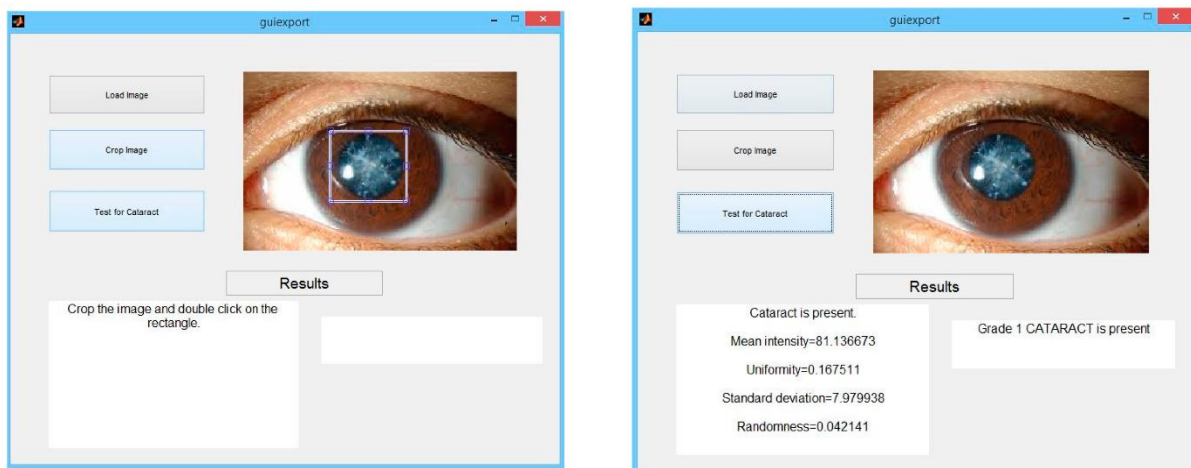 guiexport
Load Image
Crop Image
Test for Cataract
Results
Crop the image and double click on the
rectangle.
guiexport
Load Image
Crop Image
Test for Cataract
Results
Cataract is present.
Mean intensity=81.136673
Uniformity=0.167511
Standard deviation=7.979938
Randomness=0.042141
Grade 1 CATARACT is present